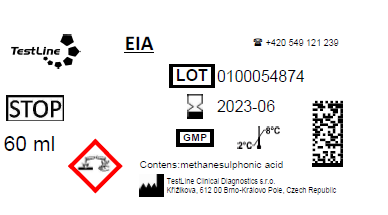 TestLine
EIA
☎ +420 549 121 239
LOT 0100054874
STOP
2023-06
60 ml
GMP
2°C 8°C
Contens:methanesulphonic acid
TestLine Clinical Diagnostics s.r.o.
Křižíkova, 612 00 Brno-Královo Pole, Czech Republic